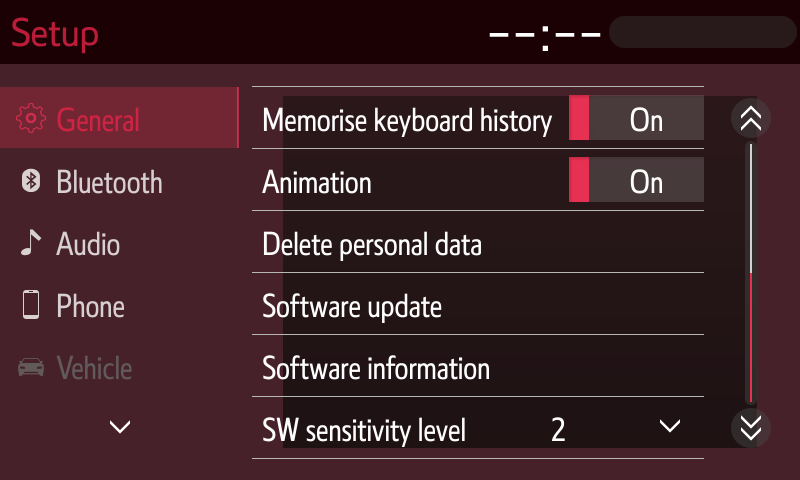 Setup
--:--
General
Bluetooth
Audio
Phone
Vehicle
Memorise keyboard history On
Animation On
Delete personal data
Software update
Software information
SW sensitivity level 2